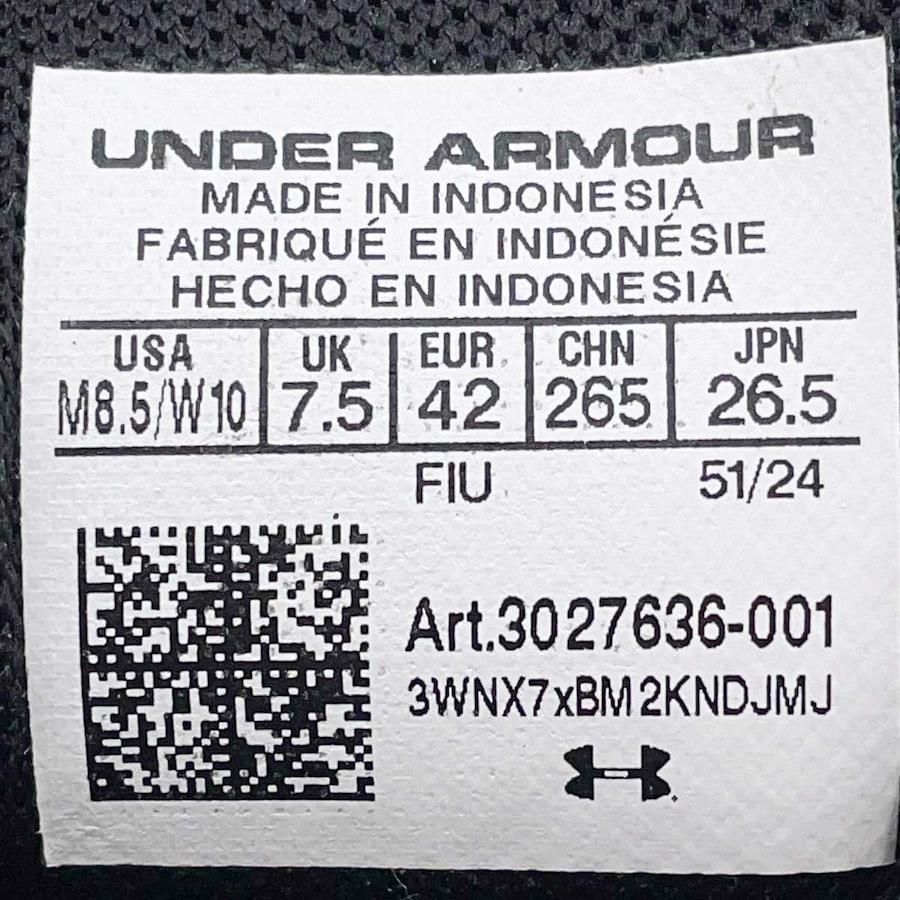 UNDER ARMOUR
MADE IN INDONESIA
FABRIQUÉ EN INDONÉSIE
HECHO EN INDONESIA
USA UK EUR CHN JPN
M8.5/W10 7.5 42 265 26.5
FIU 51/24
Art.3027636-001
3WNX7xBM2KNDJMJ